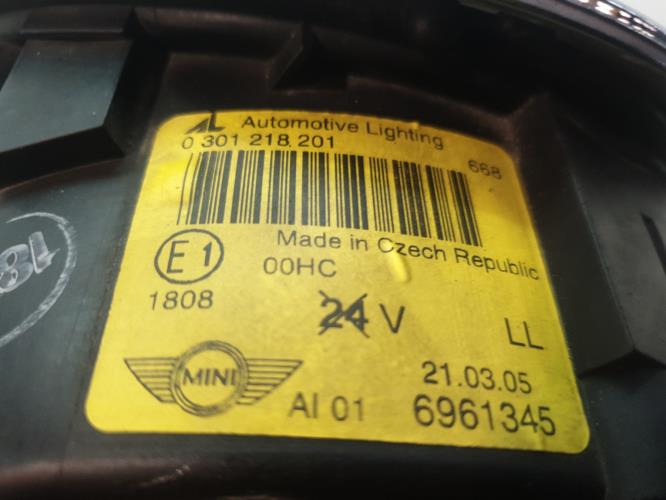 AL Automotive Lighting
0 301 218 201
668
Made in Czech Republic
E1
00HC
1808
24 V
LL
MINI
21.03.05
AI 01
6961345